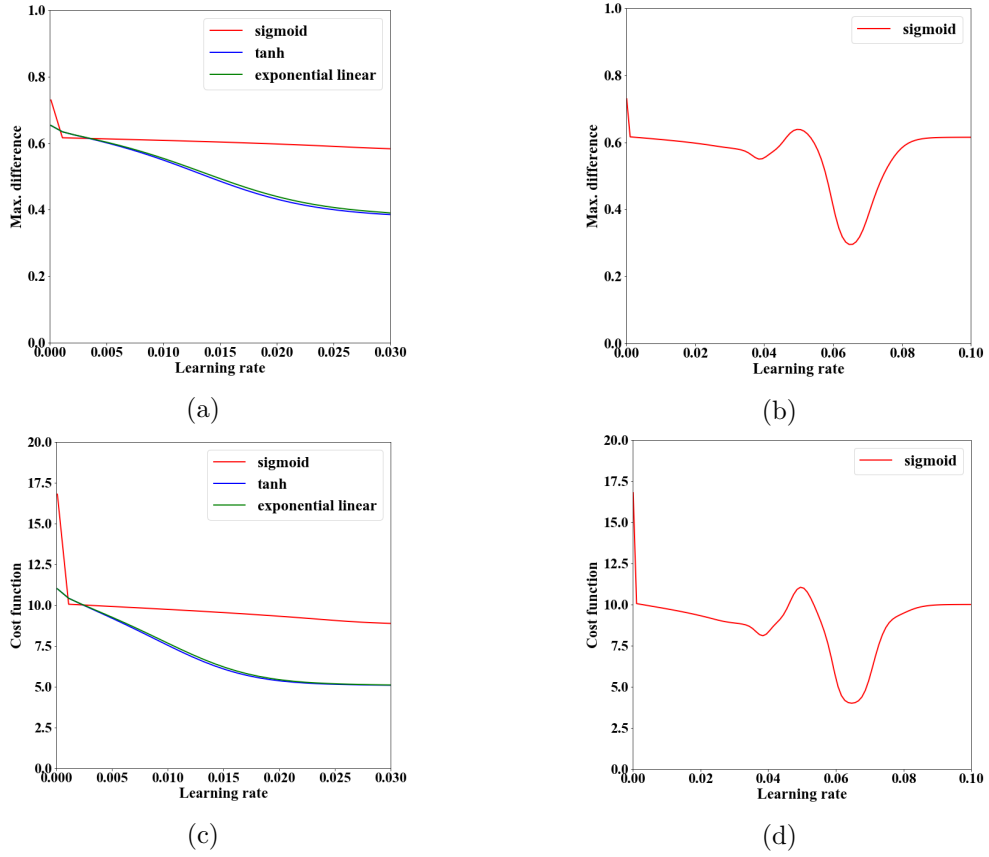 1.0
0.8
0.6
0.4
0.2
0.0
Max. difference
sigmoid
tanh
exponential linear
0.000 0.005 0.010 0.015 0.020 0.025 0.030
Learning rate
(a)
1.0
0.8
0.6
0.4
0.2
0.0
Max. difference
sigmoid
0.00 0.02 0.04 0.06 0.08 0.10
Learning rate
(b)
20.0
17.5
15.0
12.5
10.0
7.5
5.0
2.5
0.0
Cost function
sigmoid
tanh
exponential linear
0.000 0.005 0.010 0.015 0.020 0.025 0.030
Learning rate
(c)
20.0
17.5
15.0
12.5
10.0
7.5
5.0
2.5
0.0
Cost function
sigmoid
0.00 0.02 0.04 0.06 0.08 0.10
Learning rate
(d)